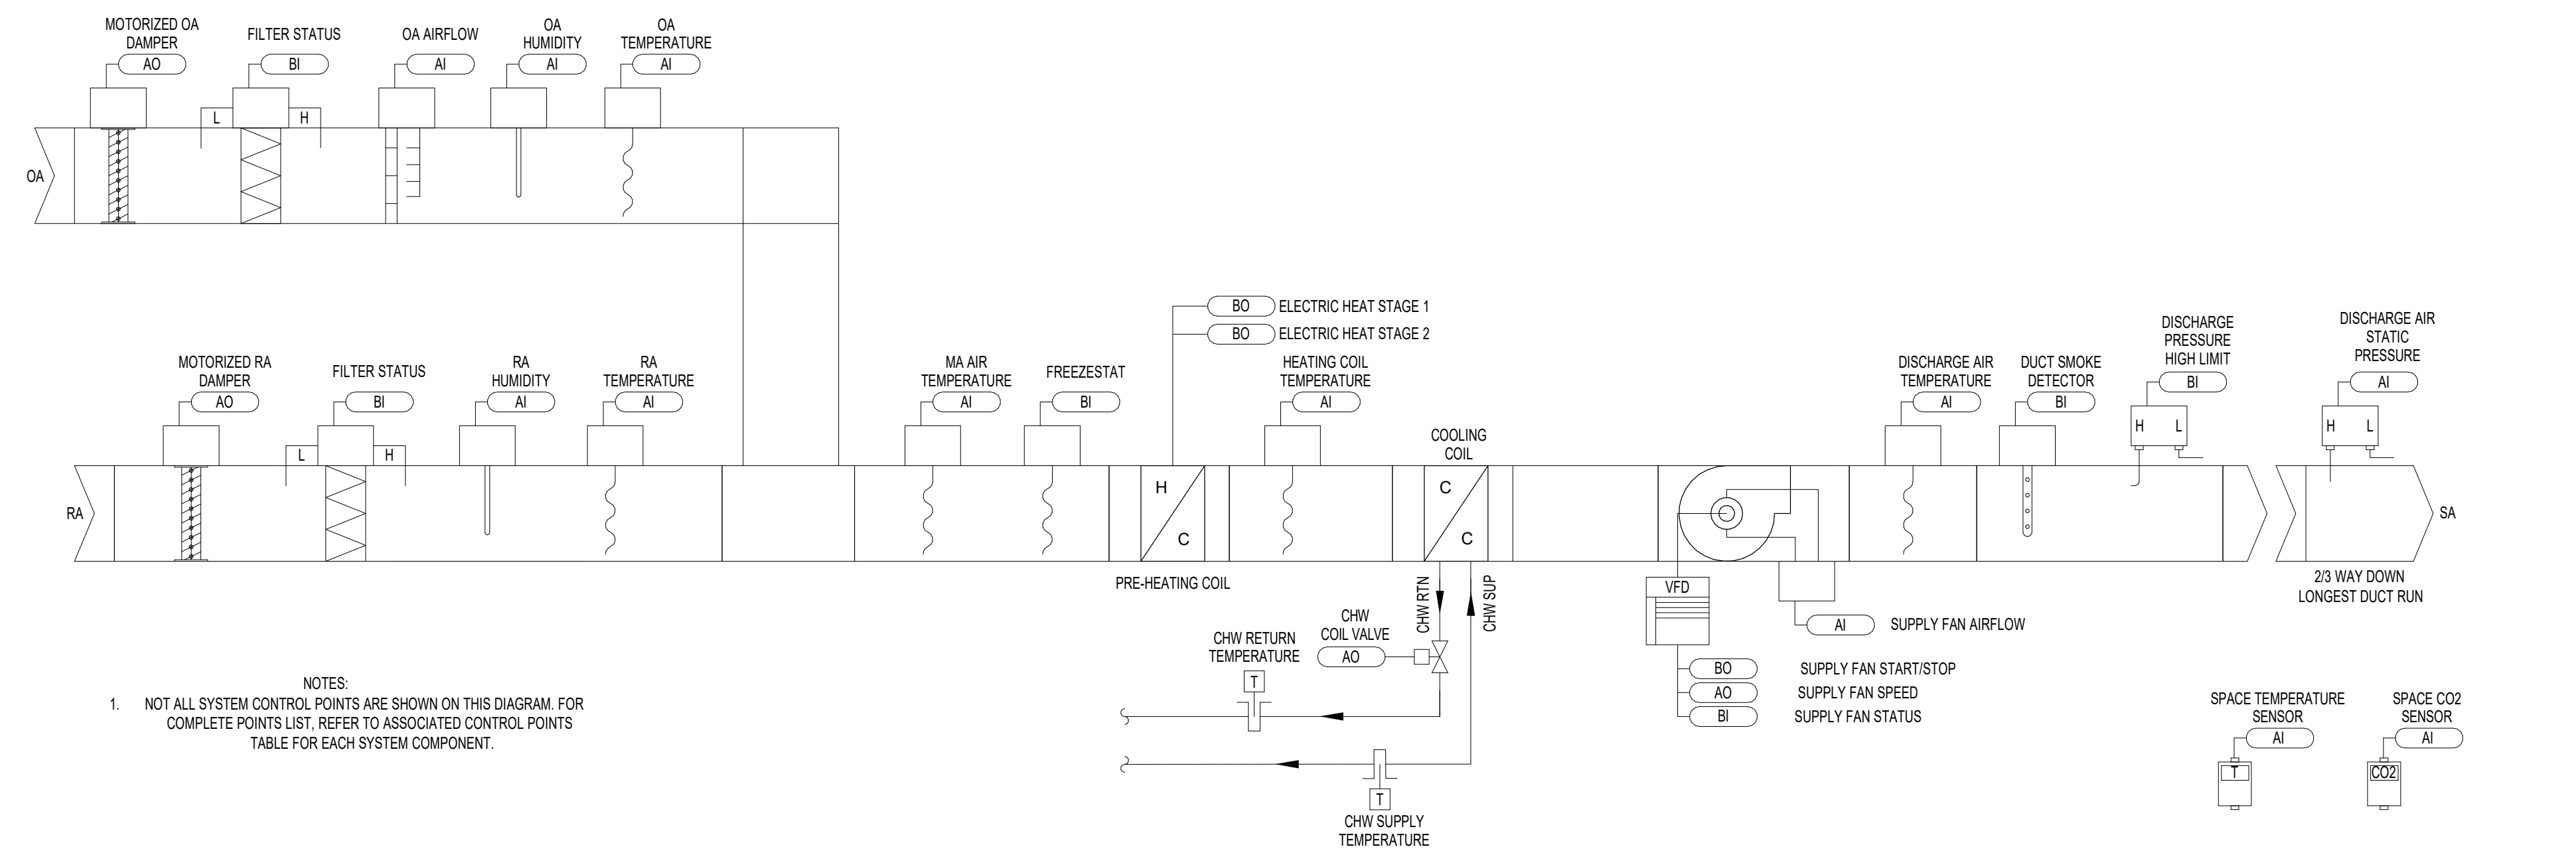 MOTORIZED OA
DAMPER
AO
FILTER STATUS
BI
OA AIRFLOW
AI
OA
HUMIDITY
AI
OA
TEMPERATURE
AI
L
H
OA
BO
ELECTRIC HEAT STAGE 1
BO
ELECTRIC HEAT STAGE 2
MOTORIZED RA
DAMPER
AO
FILTER STATUS
BI
RA
HUMIDITY
AI
RA
TEMPERATURE
AI
MA AIR
TEMPERATURE
AI
FREEZESTAT
BI
HEATING COIL
TEMPERATURE
AI
COOLING
COIL
DISCHARGE AIR
TEMPERATURE
AI
DUCT SMOKE
DETECTOR
BI
DISCHARGE
PRESSURE
HIGH LIMIT
BI
H
L
DISCHARGE AIR
STATIC
PRESSURE
AI
H
L
L
H
RA
H
C
C
C
SA
PRE-HEATING COIL
2/3 WAY DOWN
LONGEST DUCT RUN
CHW RTN
CHW SUP
CHW
COIL VALVE
AO
CHW RETURN
TEMPERATURE
T
T
CHW SUPPLY
TEMPERATURE
VFD
AI
SUPPLY FAN AIRFLOW
BO
SUPPLY FAN START/STOP
AO
SUPPLY FAN SPEED
BI
SUPPLY FAN STATUS
SPACE TEMPERATURE
SENSOR
AI
T
SPACE CO2
SENSOR
AI
CO2
NOTES:
1. NOT ALL SYSTEM CONTROL POINTS ARE SHOWN ON THIS DIAGRAM. FOR
COMPLETE POINTS LIST, REFER TO ASSOCIATED CONTROL POINTS
TABLE FOR EACH SYSTEM COMPONENT.